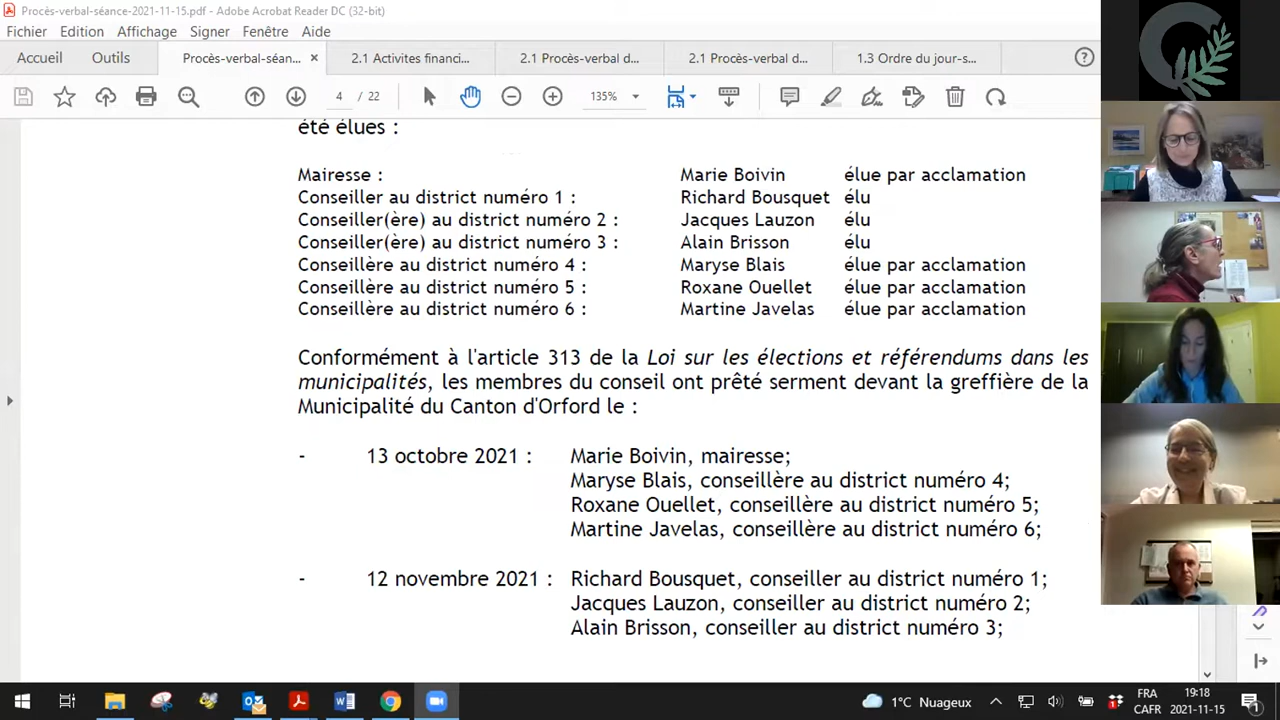 Procès-verbal-séance-2021-11-15.pdf - Adobe Acrobat Reader DC (32-bit)
Fichier Edition Affichage Signer Fenêtre Aide
Accueil Outils Procès-verbal-séan... × 2.1 Activites financi... 2.1 Procès-verbal d... 2.1 Procès-verbal d... 1.3 Ordre du jour-s...
4 / 22 135%
été élues :
Mairesse : Marie Boivin élue par acclamation
Conseiller au district numéro 1 : Richard Bousquet élu
Conseiller(ère) au district numéro 2 : Jacques Lauzon élu
Conseiller(ère) au district numéro 3 : Alain Brisson élu
Conseillère au district numéro 4 : Maryse Blais élue par acclamation
Conseillère au district numéro 5 : Roxane Ouellet élue par acclamation
Conseillère au district numéro 6 : Martine Javelas élue par acclamation
Conformément à l'article 313 de la Loi sur les élections et référendums dans les
municipalités, les membres du conseil ont prêté serment devant la greffière de la
Municipalité du Canton d'Orford le :
- 13 octobre 2021 : Marie Boivin, mairesse;
Maryse Blais, conseillère au district numéro 4;
Roxane Ouellet, conseillère au district numéro 5;
Martine Javelas, conseillère au district numéro 6;
- 12 novembre 2021 : Richard Bousquet, conseiller au district numéro 1;
Jacques Lauzon, conseiller au district numéro 2;
Alain Brisson, conseiller au district numéro 3;
1°C Nuageux FRA 19:18
CAFR 2021-11-15